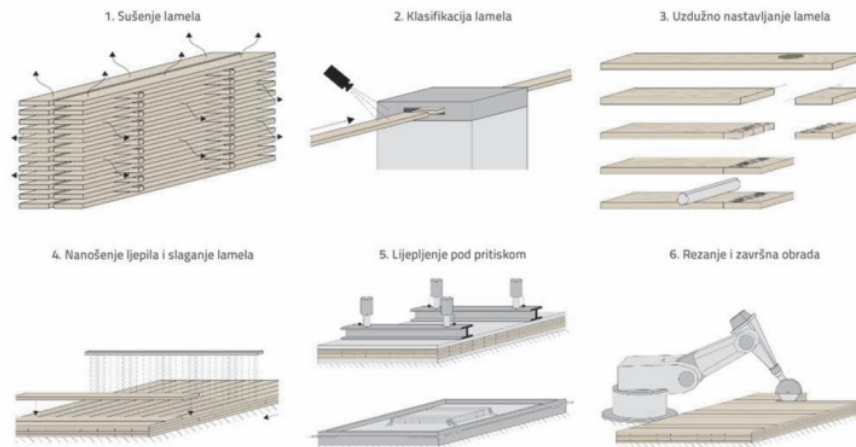 1. Sušenje lamela
2. Klasifikacija lamela
3. Uzdužno nastavljanje lamela
4. Nanošenje ljepila i slaganje lamela
5. Lijepljenje pod pritiskom
6. Rezanje i završna obrada